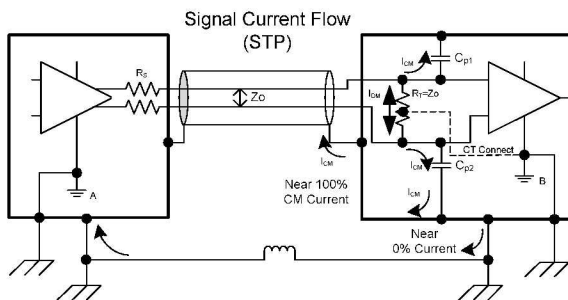 Signal Current Flow
(STP)
RS
Zo
A
ICM
Cp1
IDM
RT=Zo
CT Connect
ICM
ICM
Cp2
B
Near 100%
CM Current
ICM
Near
0% Current